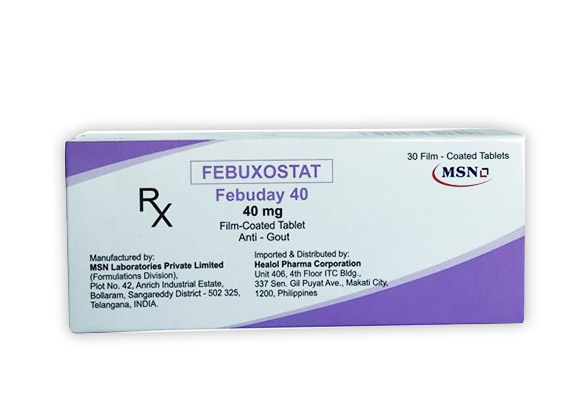 30 Film - Coated Tablets
MSN
FEBUXOSTAT
Febuday 40
Rx
40 mg
Film-Coated Tablet
Anti - Gout
Manufactured by:
MSN Laboratories Private Limited
(Formulations Division),
Plot No. 42, Anrich Industrial Estate,
Bollaram, Sangareddy District - 502 325,
Telangana, INDIA.
Imported & Distributed by:
Healol Pharma Corporation
Unit 406, 4th Floor ITC Bldg.,
337 Sen. Gil Puyat Ave., Makati City,
1200, Philippines